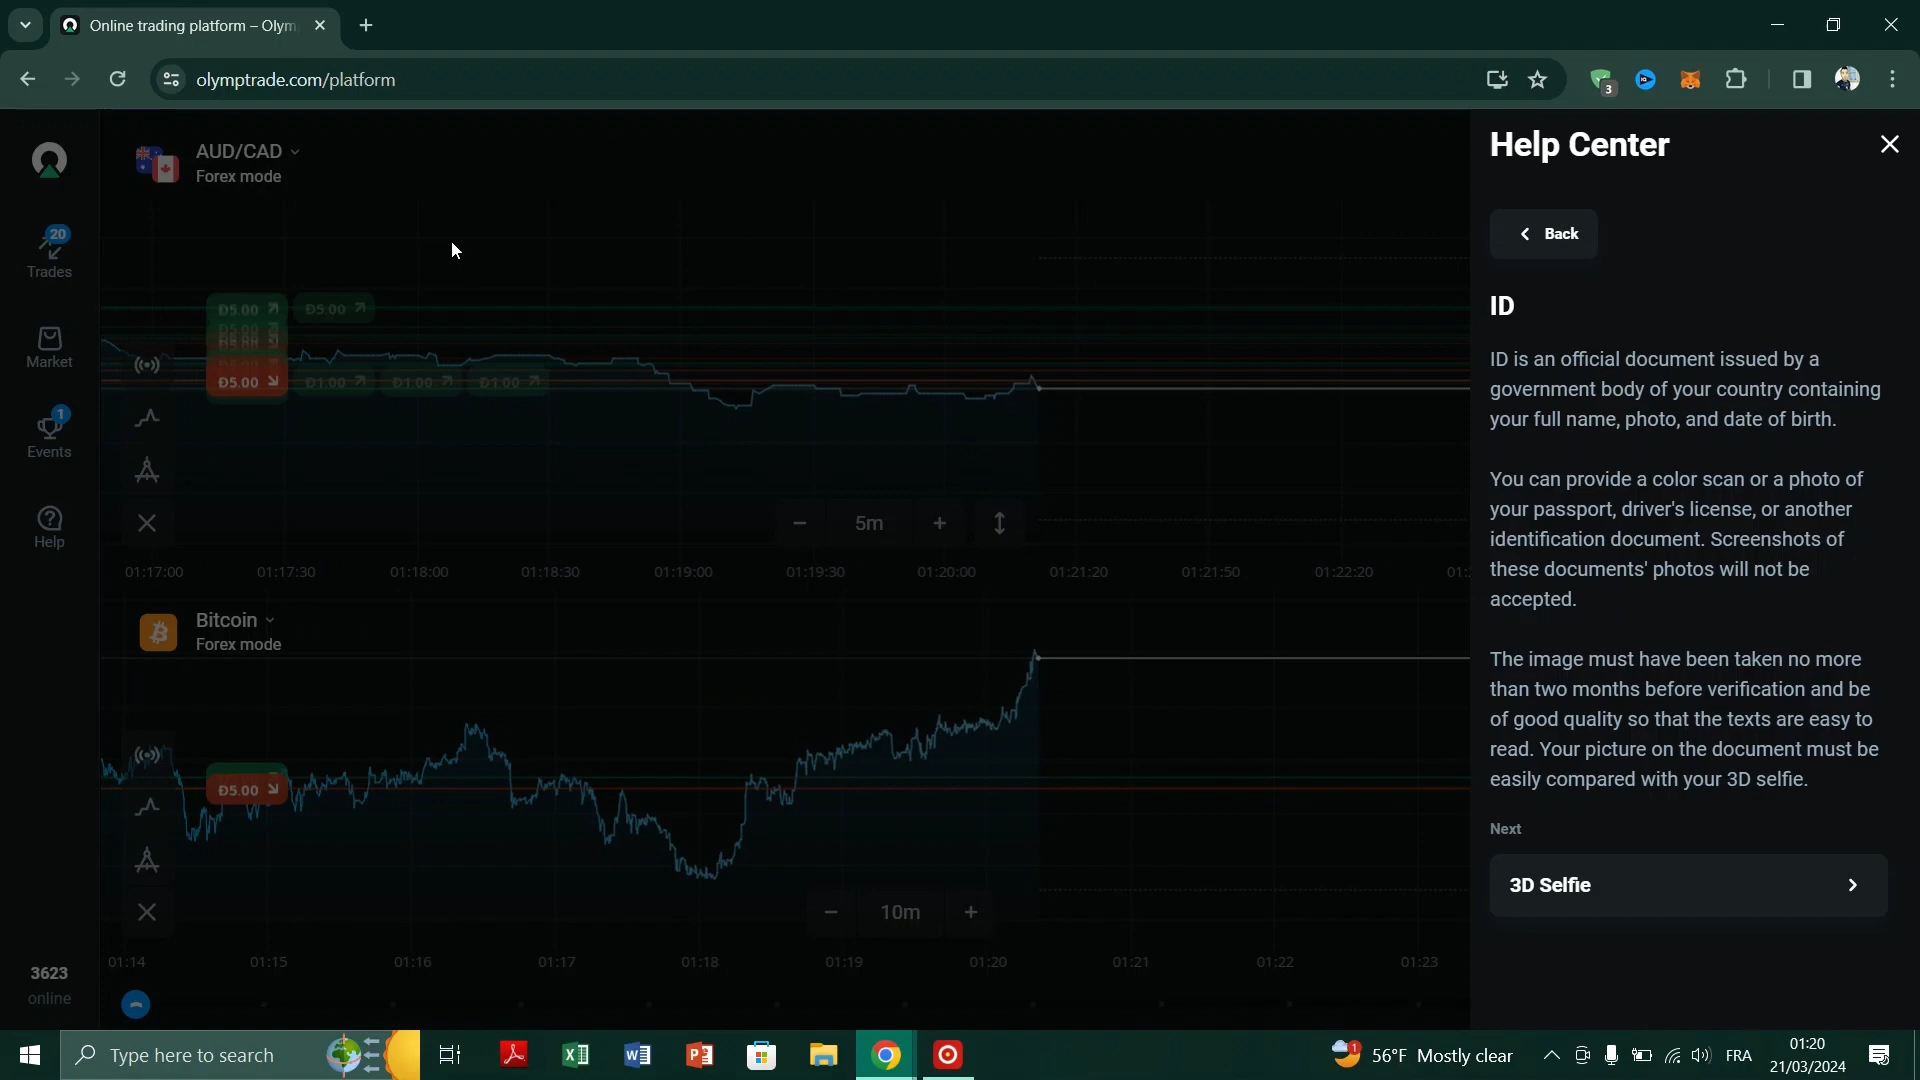 Online trading platform – Olym
olymptrade.com/platform
3
AUD/CAD
Forex mode
20
Trades
Market
1
Events
Help
Đ5.00
Đ5.00
Đ5.00
Đ1.00
Đ1.00
Đ1.00
5m
01:17:00
01:17:30
01:18:00
01:18:30
01:19:00
01:19:30
01:20:00
01:21:20
01:21:50
01:22:20
Bitcoin
Forex mode
Đ5.00
10m
01:14
01:15
01:16
01:17
01:18
01:19
01:20
01:21
01:22
01:23
3623
online
Help Center
Back
ID
ID is an official document issued by a
government body of your country containing
your full name, photo, and date of birth.
You can provide a color scan or a photo of
your passport, driver's license, or another
identification document. Screenshots of
these documents' photos will not be
accepted.
The image must have been taken no more
than two months before verification and be
of good quality so that the texts are easy to
read. Your picture on the document must be
easily compared with your 3D selfie.
Next
3D Selfie
Type here to search
1
56°F Mostly clear
FRA
01:20
21/03/2024